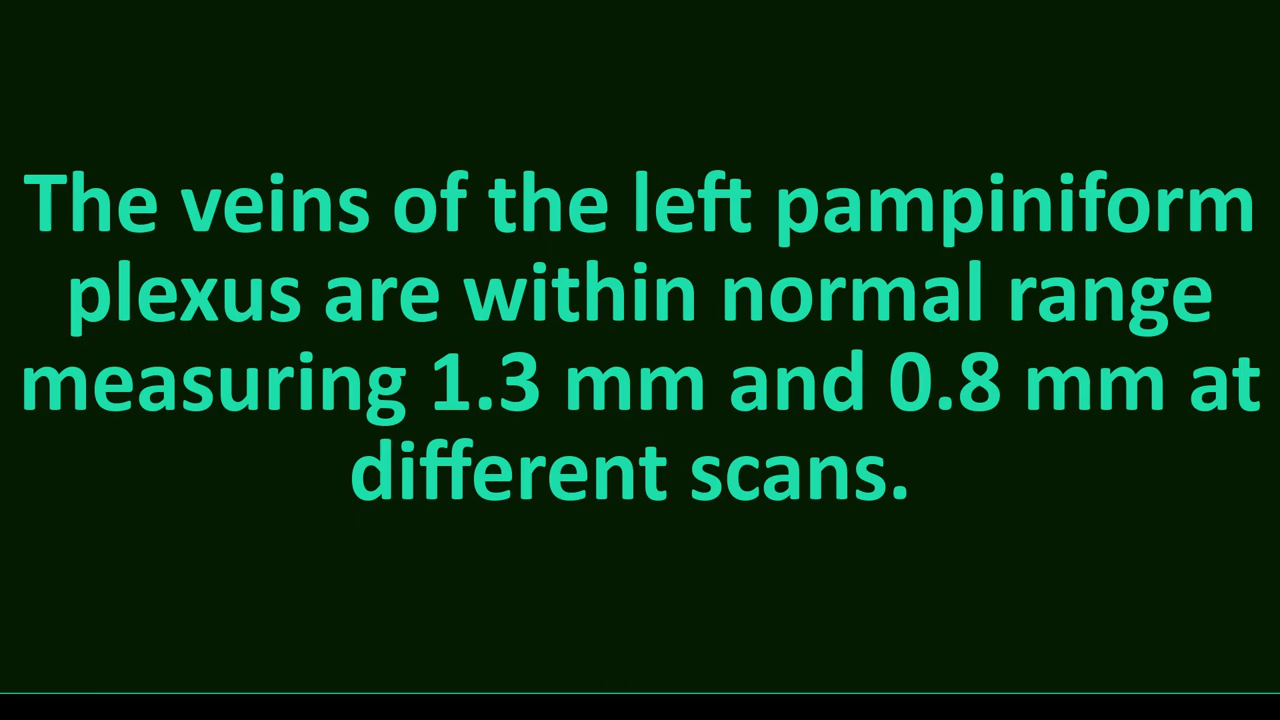 The veins of the left pampiniform
plexus are within normal range
measuring 1.3 mm and 0.8 mm at
different scans.